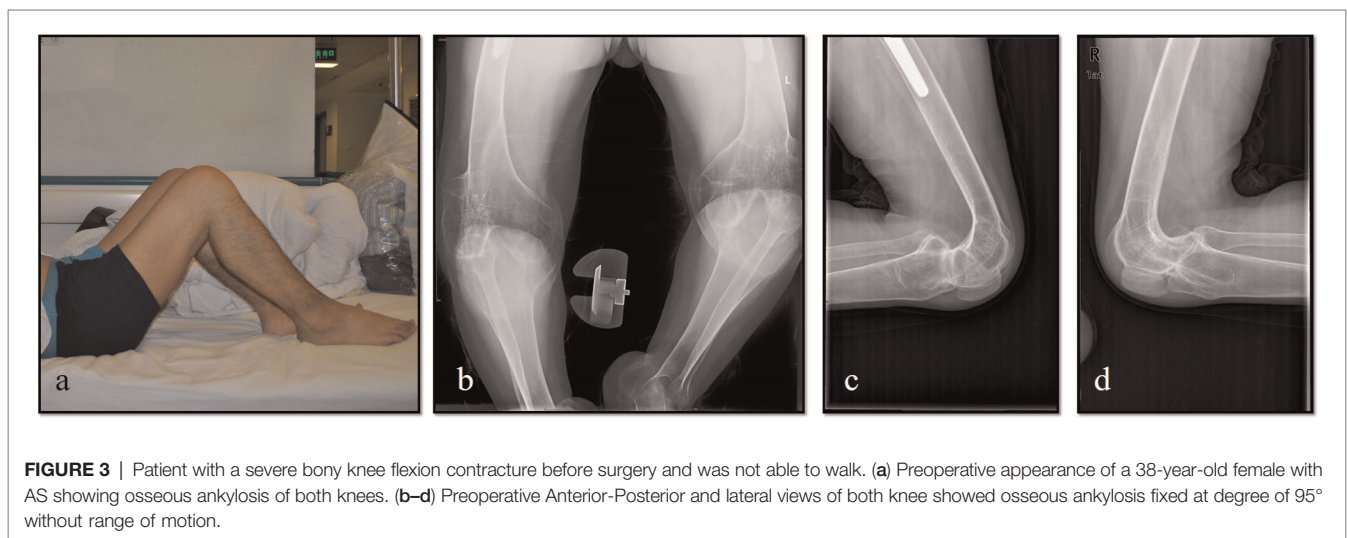 a
b
L
c
d
R
FIGURE 3 | Patient with a severe bony knee flexion contracture before surgery and was not able to walk. (a) Preoperative appearance of a 38-year-old female with
AS showing osseous ankylosis of both knees. (b–d) Preoperative Anterior-Posterior and lateral views of both knee showed osseous ankylosis fixed at degree of 95°
without range of motion.